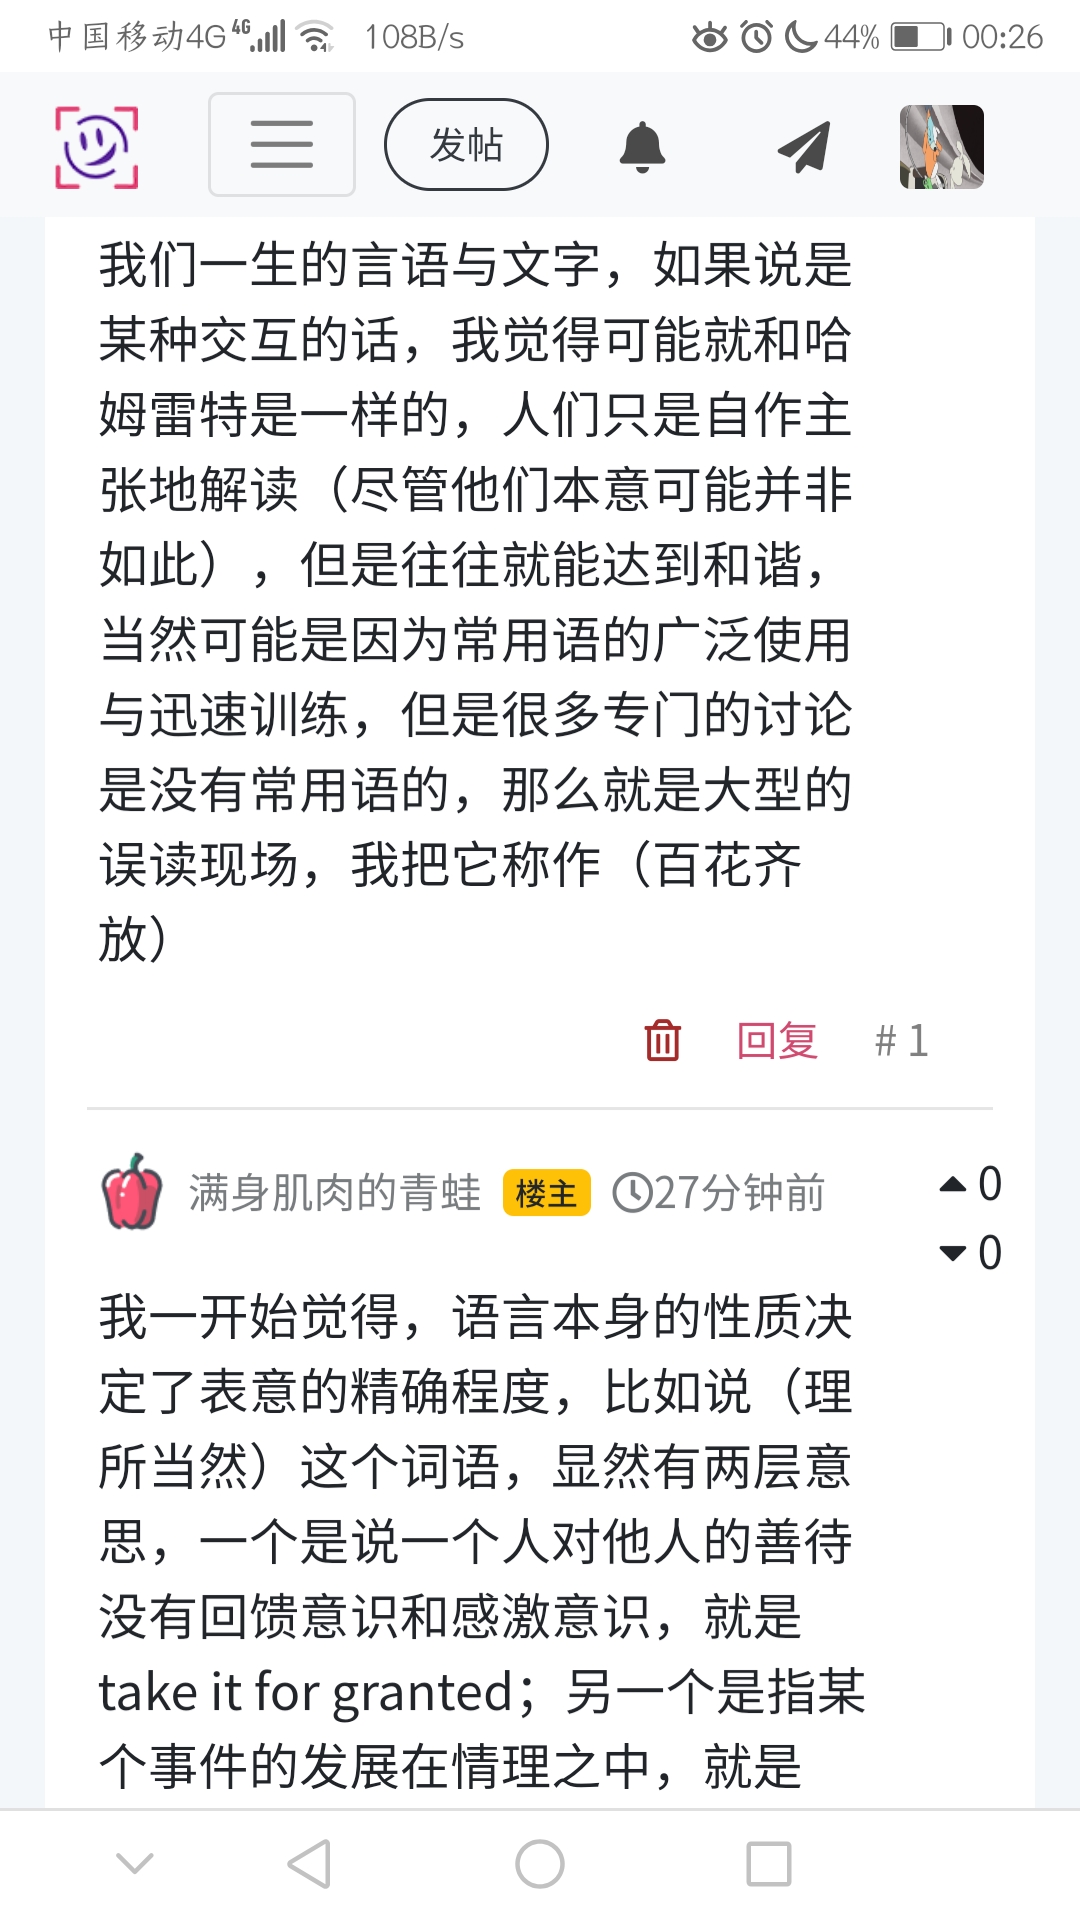 中国移动4G 4G 108B/s 44% 00:26
发帖
我们一生的言语与文字，如果说是
某种交互的话，我觉得可能就和哈
姆雷特是一样的，人们只是自作主
张地解读（尽管他们本意可能并非
如此），但是往往就能达到和谐，
当然可能是因为常用语的广泛使用
与迅速训练，但是很多专门的讨论
是没有常用语的，那么就是大型的
误读现场，我把它称作（百花齐
放）
回复 # 1
满身肌肉的青蛙 楼主 27分钟前 0
0
我一开始觉得，语言本身的性质决
定了表意的精确程度，比如说（理
所当然）这个词语，显然有两层意
思，一个是说一个人对他人的善待
没有回馈意识和感激意识，就是
take it for granted；另一个是指某
个事件的发展在情理之中，就是